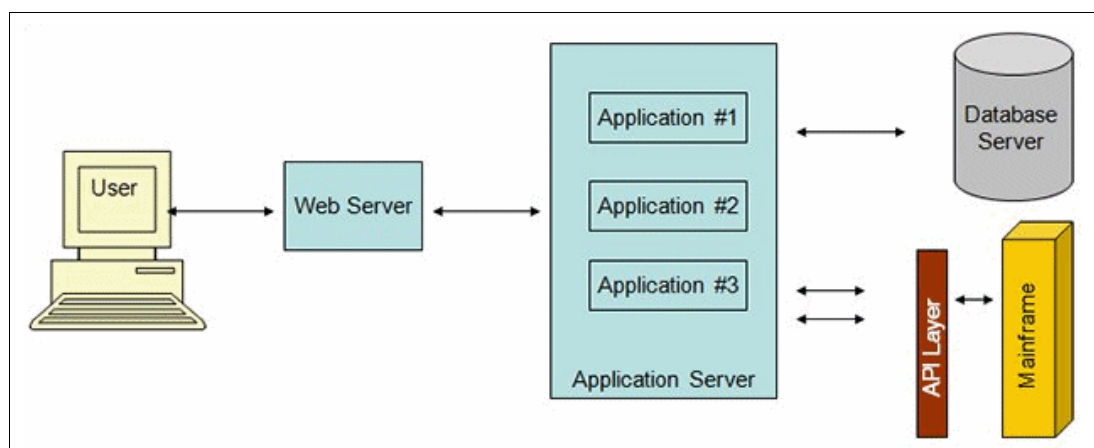 User
Web Server
Application #1
Application #2
Application #3
Application Server
Database
Server
API Layer
Mainframe